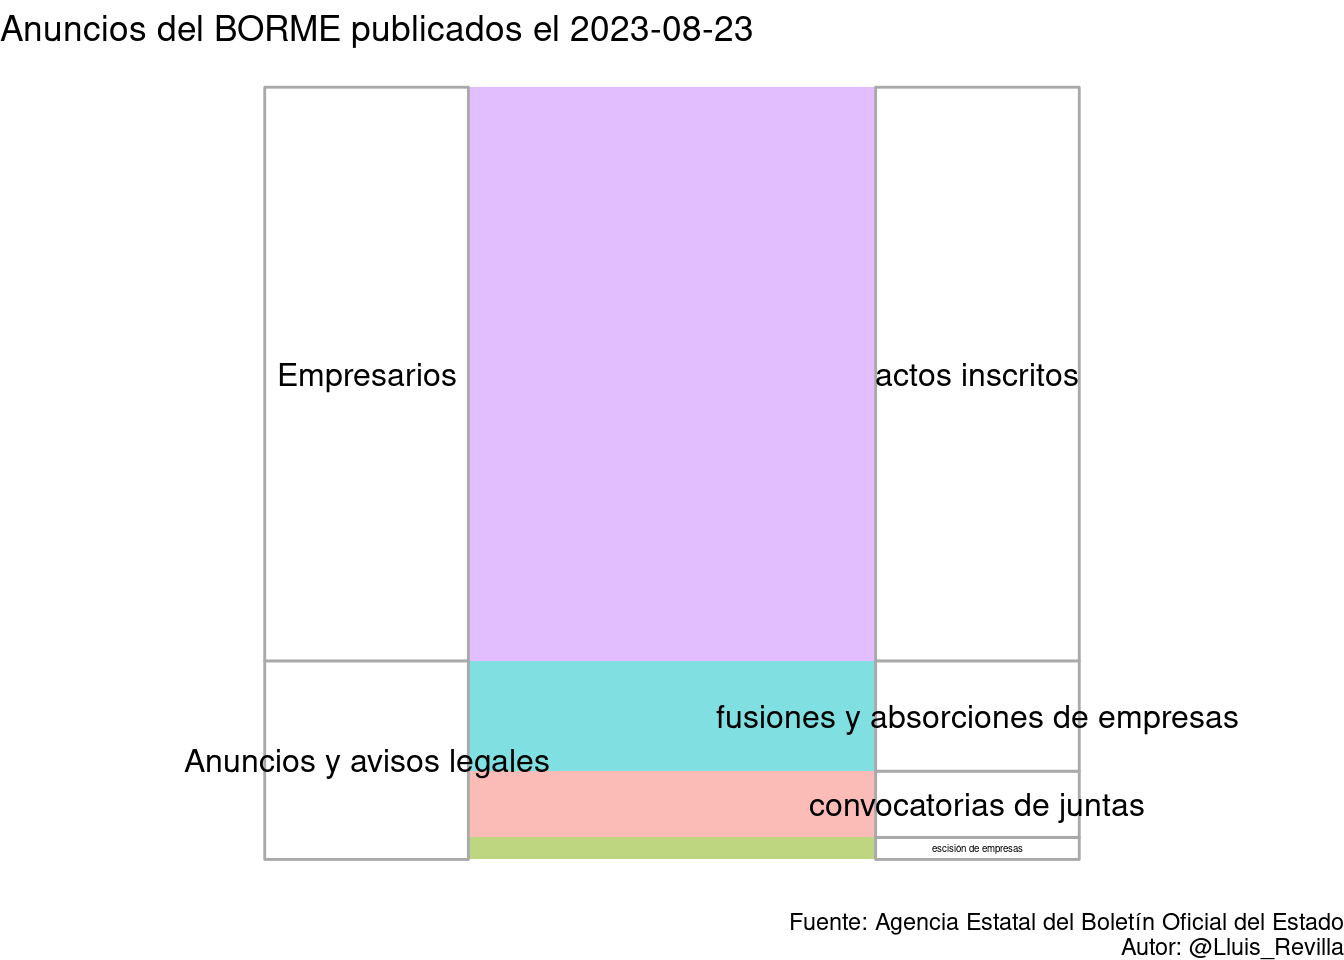 Anuncios del BORME publicados el 2023-08-23
Empresarios
actos inscritos
fusiones y absorciones de empresas
Anuncios y avisos legales
convocatorias de juntas
escisión de empresas
Fuente: Agencia Estatal del Boletín Oficial del Estado
Autor: @Lluis_Revilla